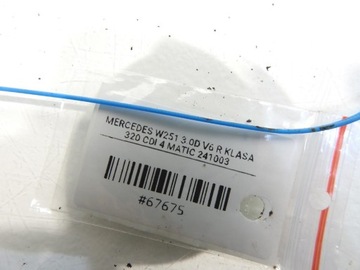 MERCEDES W251 3.0D V6 R KLASA
320 CDI 4 MATIC 241003
#67675